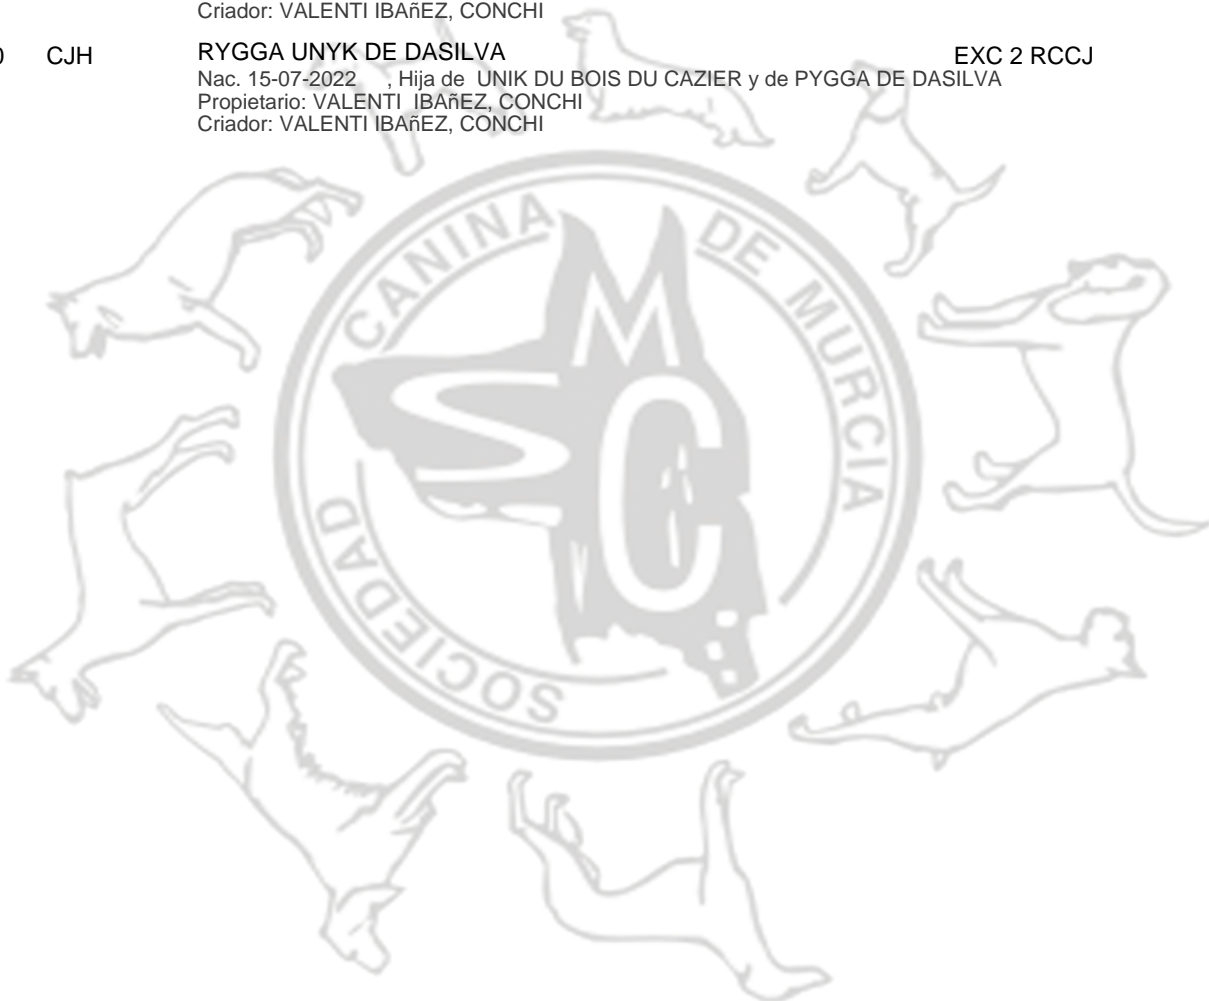 Criador: VALENTI IBAñEZ, CONCHI
0 CJH RYGGA UNYK DE DASILVA EXC 2 RCCJ
Nac. 15-07-2022 , Hija de UNIK DU BOIS DU CAZIER y de PYGGA DE DASILVA
Propietario: VALENTI IBAñEZ, CONCHI
Criador: VALENTI IBAñEZ, CONCHI
SOCIEDAD CANINA DE MURCIA
S M C